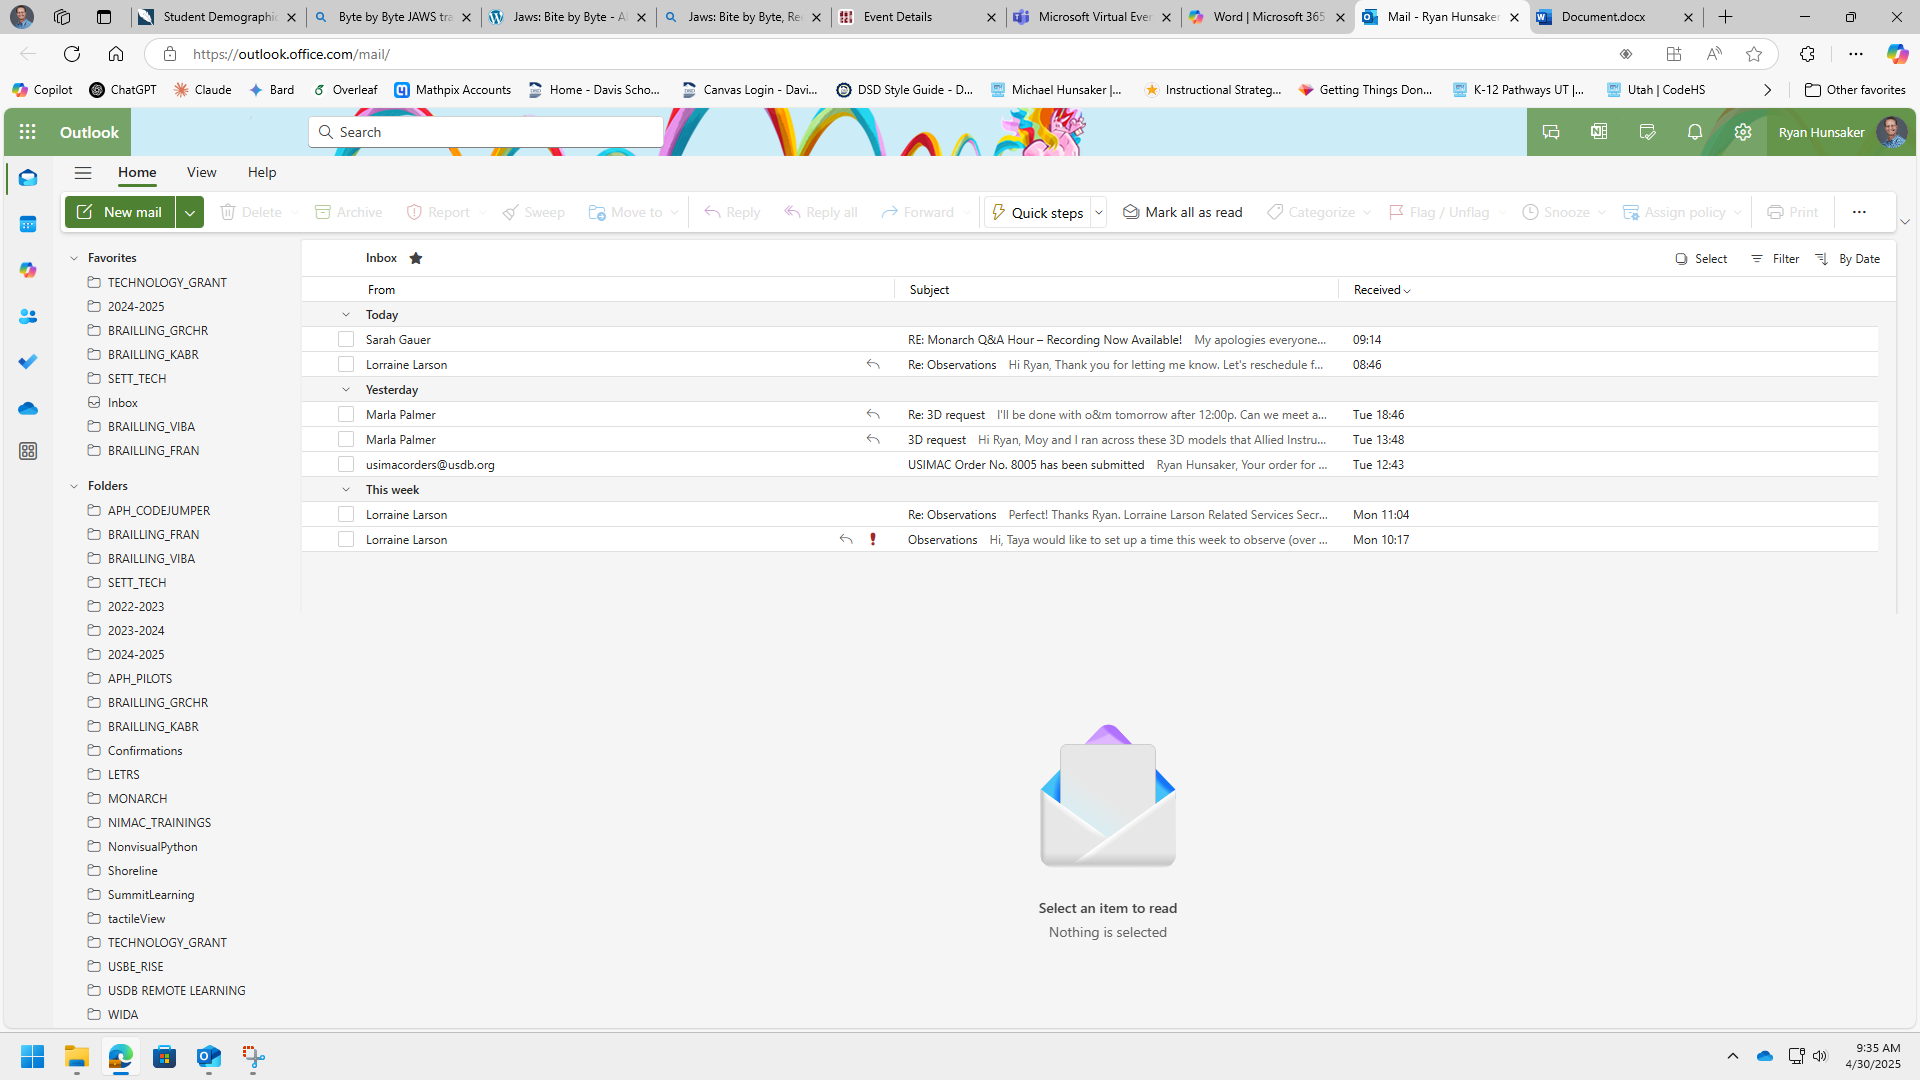 Student Demographic
Byte by Byte JAWS tra
Jaws: Bite by Byte - A
Jaws: Bite by Byte, Re
Event Details
Microsoft Virtual Even
Word | Microsoft 365
Mail - Ryan Hunsaker
Document.docx
https://outlook.office.com/mail/
Copilot
ChatGPT
Claude
Bard
Overleaf
Mathpix Accounts
Home - Davis Scho...
Canvas Login - Davi...
DSD Style Guide - D...
Michael Hunsaker |...
Instructional Strateg...
Getting Things Don...
K-12 Pathways UT |...
Utah | CodeHS
Other favorites
Outlook
Search
Ryan Hunsaker
Home
View
Help
New mail
Delete
Archive
Report
Sweep
Move to
Reply
Reply all
Forward
Quick steps
Mark all as read
Categorize
Flag / Unflag
Snooze
Assign policy
Print
Favorites
TECHNOLOGY_GRANT
2024-2025
BRAILLING_GRCHR
BRAILLING_KABR
SETT_TECH
Inbox
BRAILLING_VIBA
BRAILLING_FRAN
Folders
APH_CODEJUMPER
BRAILLING_FRAN
BRAILLING_VIBA
SETT_TECH
2022-2023
2023-2024
2024-2025
APH_PILOTS
BRAILLING_GRCHR
BRAILLING_KABR
Confirmations
LETRS
MONARCH
NIMAC_TRAININGS
NonvisualPython
Shoreline
SummitLearning
tactileView
TECHNOLOGY_GRANT
USBE_RISE
USDB REMOTE LEARNING
WIDA
Inbox
Select
Filter
By Date
From Subject Received
Today
Sarah Gauer RE: Monarch Q&A Hour – Recording Now Available! My apologies everyone... 09:14
Lorraine Larson Re: Observations Hi Ryan, Thank you for letting me know. Let's reschedule f... 08:46
Yesterday
Marla Palmer Re: 3D request I'll be done with o&m tomorrow after 12:00p. Can we meet a... Tue 18:46
Marla Palmer 3D request Hi Ryan, Moy and I ran across these 3D models that Allied Instru... Tue 13:48
usimacorders@usdb.org USIMAC Order No. 8005 has been submitted Ryan Hunsaker, Your order for ... Tue 12:43
This week
Lorraine Larson Re: Observations Perfect! Thanks Ryan. Lorraine Larson Related Services Secr... Mon 11:04
Lorraine Larson Observations Hi, Taya would like to set up a time this week to observe (over ... Mon 10:17
Select an item to read
Nothing is selected
9:35 AM
4/30/2025